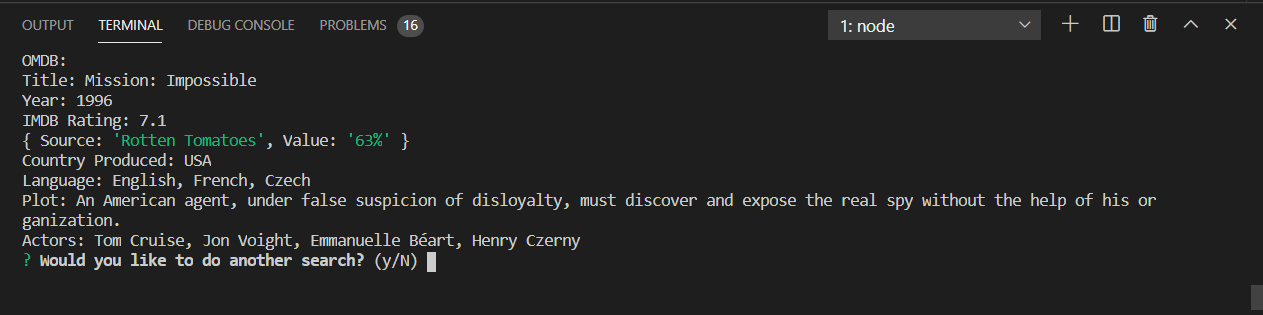 OUTPUT TERMINAL DEBUG CONSOLE PROBLEMS 16 1: node
OMDB:
Title: Mission: Impossible
Year: 1996
IMDB Rating: 7.1
{ Source: 'Rotten Tomatoes', Value: '63%' }
Country Produced: USA
Language: English, French, Czech
Plot: An American agent, under false suspicion of disloyalty, must discover and expose the real spy without the help of his or
ganization.
Actors: Tom Cruise, Jon Voight, Emmanuelle Béart, Henry Czerny
? Would you like to do another search? (y/N)